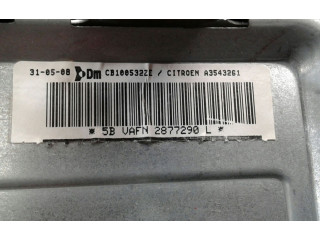 31-05-08 Dm CB100532ZZ / CITROEN A3543261
* 5B VAFN 2877290 L *